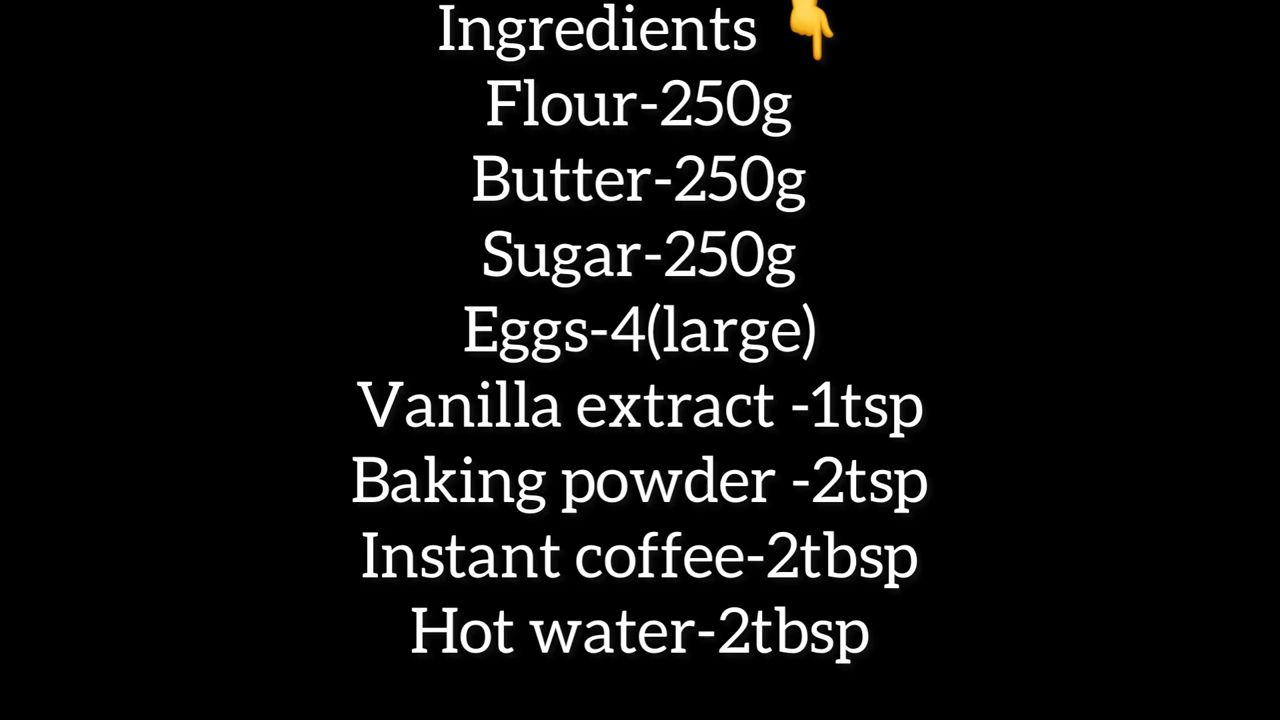 Ingredients 👇
Flour-250g
Butter-250g
Sugar-250g
Eggs-4(large)
Vanilla extract -1tsp
Baking powder -2tsp
Instant coffee-2tbsp
Hot water-2tbsp